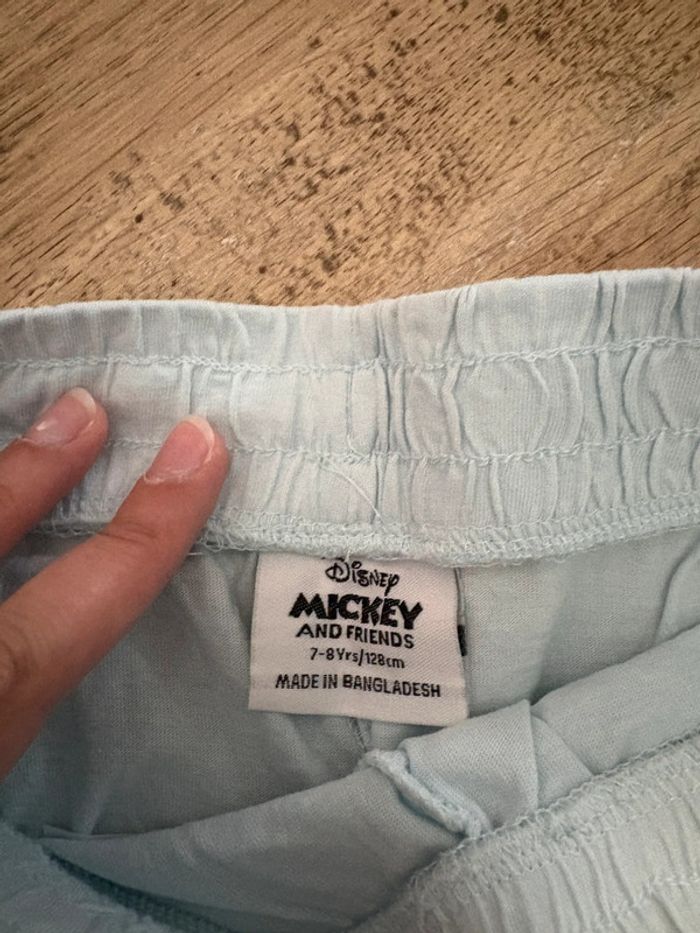 Disney
MICKEY
AND FRIENDS
7-8Yrs/128cm
MADE IN BANGLADESH